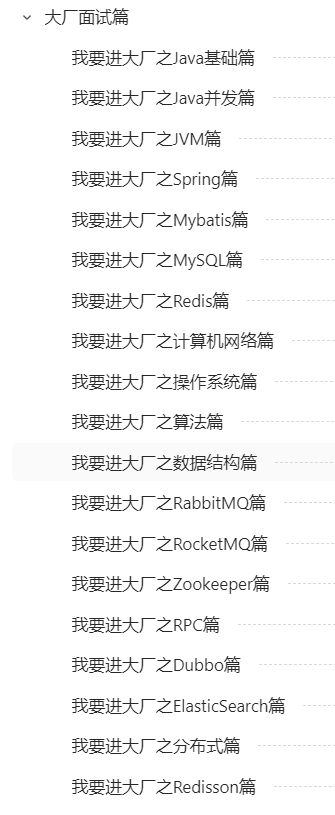 大厂面试篇
我要进大厂之Java基础篇
我要进大厂之Java并发篇
我要进大厂之JVM篇
我要进大厂之Spring篇
我要进大厂之Mybatis篇
我要进大厂之MySQL篇
我要进大厂之Redis篇
我要进大厂之计算机网络篇
我要进大厂之操作系统篇
我要进大厂之算法篇
我要进大厂之数据结构篇
我要进大厂之RabbitMQ篇
我要进大厂之RocketMQ篇
我要进大厂之Zookeeper篇
我要进大厂之RPC篇
我要进大厂之Dubbo篇
我要进大厂之ElasticSearch篇
我要进大厂之分布式篇
我要进大厂之Redisson篇